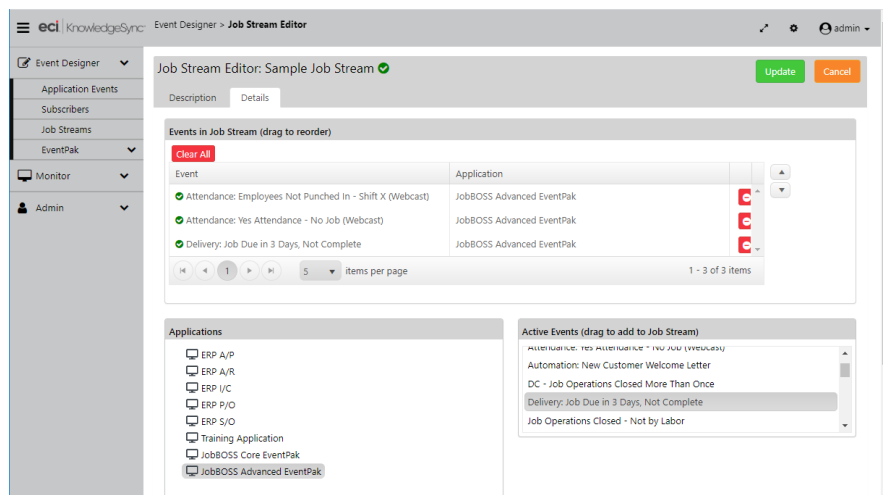 eci KnowledgeSync
Event Designer > Job Stream Editor
admin
Event Designer
Application Events
Subscribers
Job Streams
EventPak
Monitor
Admin
Job Stream Editor: Sample Job Stream
Update
Cancel
Description
Details
Events in Job Stream (drag to reorder)
Clear All
Event
Application
Attendance: Employees Not Punched In - Shift X (Webcast)
JobBOSS Advanced EventPak
Attendance: Yes Attendance - No Job (Webcast)
JobBOSS Advanced EventPak
Delivery: Job Due in 3 Days, Not Complete
JobBOSS Advanced EventPak
1
5
items per page
1 - 3 of 3 items
Applications
ERP A/P
ERP A/R
ERP I/C
ERP P/O
ERP S/O
Training Application
JobBOSS Core EventPak
JobBOSS Advanced EventPak
Active Events (drag to add to Job Stream)
Attendance: Yes Attendance - No Job (Webcast)
Automation: New Customer Welcome Letter
DC - Job Operations Closed More Than Once
Delivery: Job Due in 3 Days, Not Complete
Job Operations Closed - Not by Labor